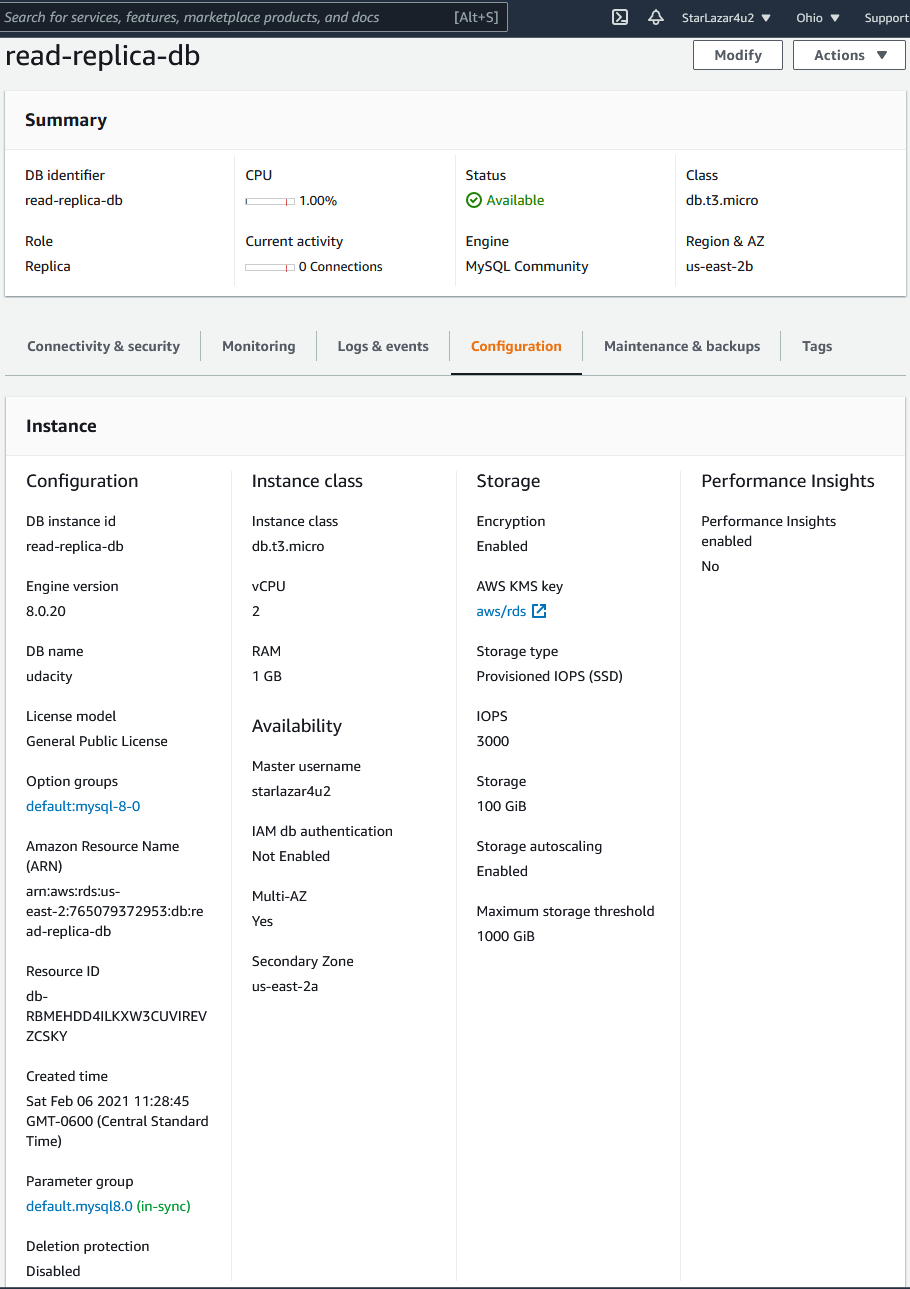 Search for services, features, marketplace products, and docs [Alt+S] StarLazar4u2 Ohio Support
read-replica-db Modify Actions
Summary
DB identifier
read-replica-db
Role
Replica
CPU
1.00%
Current activity
0 Connections
Status
Available
Engine
MySQL Community
Class
db.t3.micro
Region & AZ
us-east-2b
Connectivity & security Monitoring Logs & events Configuration Maintenance & backups Tags
Instance
Configuration
DB instance id
read-replica-db
Engine version
8.0.20
DB name
udacity
License model
General Public License
Option groups
default:mysql-8-0
Amazon Resource Name
(ARN)
arn:aws:rds:us-
east-2:765079372953:db:re
ad-replica-db
Resource ID
db-
RBMEHDD4ILKXW3CUVIREV
ZCSKY
Created time
Sat Feb 06 2021 11:28:45
GMT-0600 (Central Standard
Time)
Parameter group
default.mysql8.0 (in-sync)
Deletion protection
Disabled
Instance class
Instance class
db.t3.micro
vCPU
2
RAM
1 GB
Availability
Master username
starlazar4u2
IAM db authentication
Not Enabled
Multi-AZ
Yes
Secondary Zone
us-east-2a
Storage
Encryption
Enabled
AWS KMS key
aws/rds
Storage type
Provisioned IOPS (SSD)
IOPS
3000
Storage
100 GiB
Storage autoscaling
Enabled
Maximum storage threshold
1000 GiB
Performance Insights
Performance Insights
enabled
No